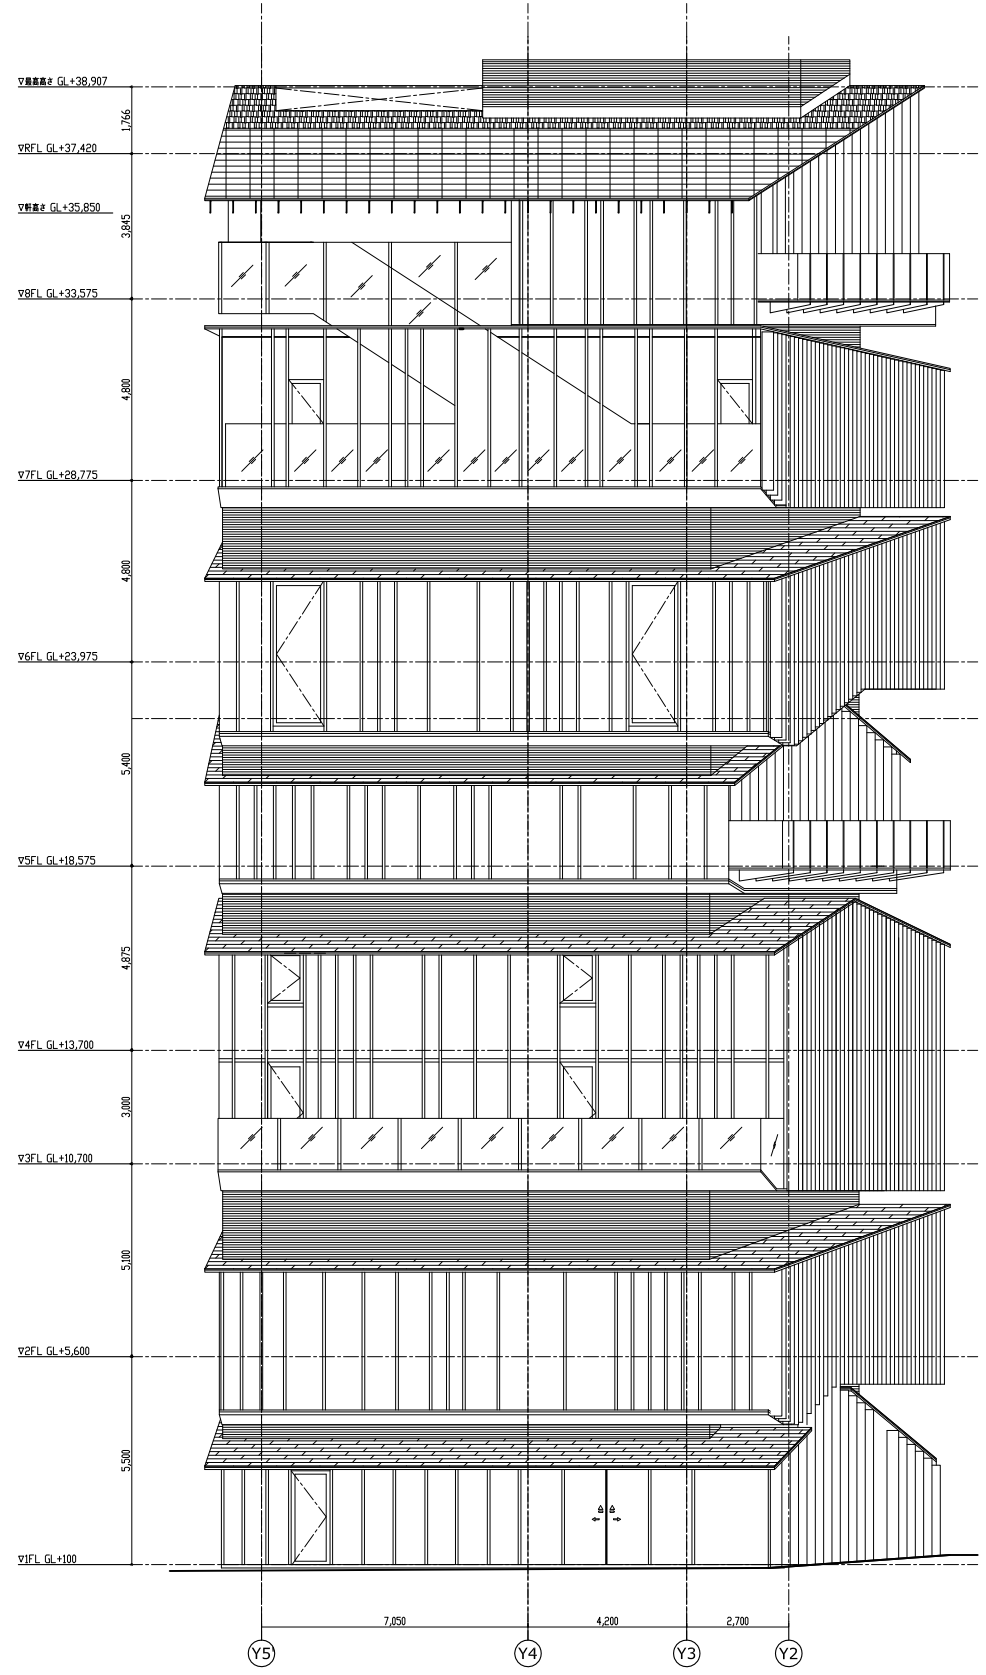 ▽最高高さ GL+38,907
1,766
▽RFL GL+37,420
▽軒高さ GL+35,850
3,845
▽8FL GL+33,575
4,800
▽7FL GL+28,775
4,800
▽6FL GL+23,975
5,400
▽5FL GL+18,575
4,875
▽4FL GL+13,700
3,000
▽3FL GL+10,700
5,100
▽2FL GL+5,600
5,500
▽1FL GL+100
7,050
4,200
2,700
Y5
Y4
Y3
Y2